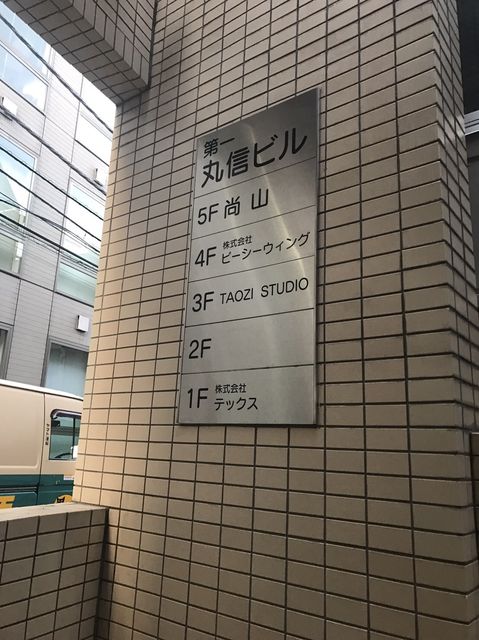 第一
丸信ビル
5F 尚山
4F 株式会社 ピーシーウィング
3F TAOZI STUDIO
2F
1F 株式会社 テックス